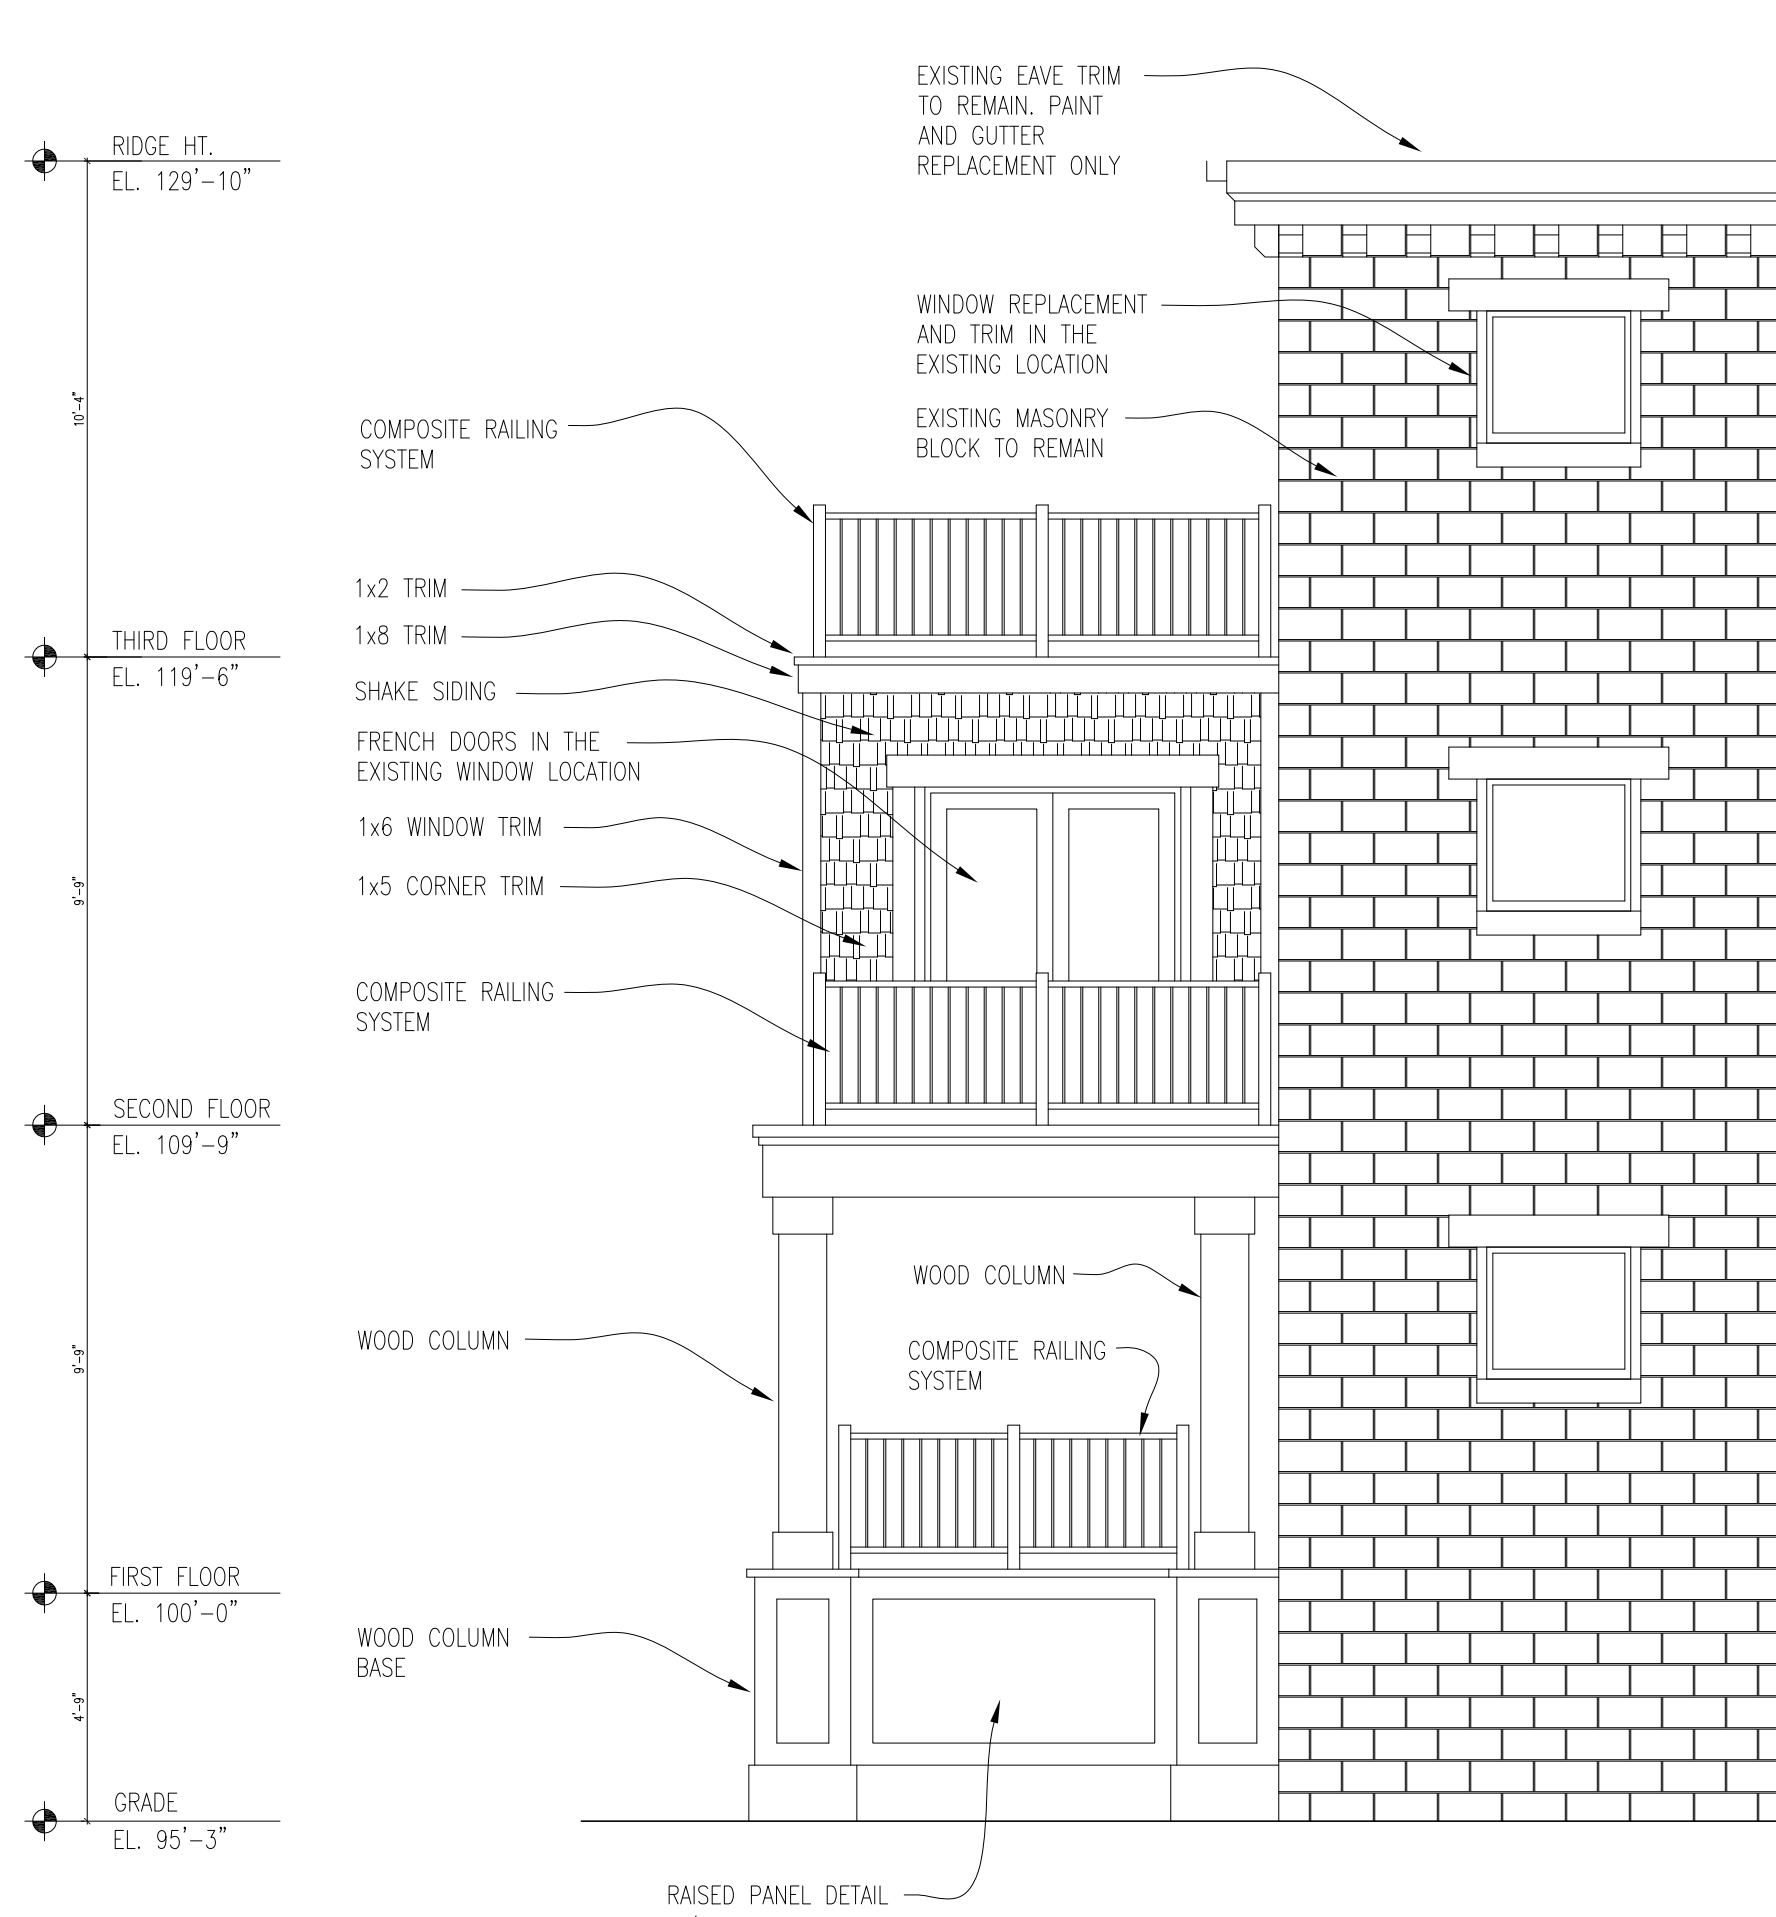 EXISTING EAVE TRIM
TO REMAIN. PAINT
AND GUTTER
REPLACEMENT ONLY
RIDGE HT.
EL. 129'-10"
WINDOW REPLACEMENT
AND TRIM IN THE
EXISTING LOCATION
10'-4"
EXISTING MASONRY
BLOCK TO REMAIN
COMPOSITE RAILING
SYSTEM
1x2 TRIM
1x8 TRIM
THIRD FLOOR
EL. 119'-6"
SHAKE SIDING
FRENCH DOORS IN THE
EXISTING WINDOW LOCATION
1x6 WINDOW TRIM
1x5 CORNER TRIM
9'-9"
COMPOSITE RAILING
SYSTEM
SECOND FLOOR
EL. 109'-9"
WOOD COLUMN
WOOD COLUMN
COMPOSITE RAILING
SYSTEM
9'-9"
FIRST FLOOR
EL. 100'-0"
WOOD COLUMN
BASE
4'-9"
GRADE
EL. 95'-3"
RAISED PANEL DETAIL